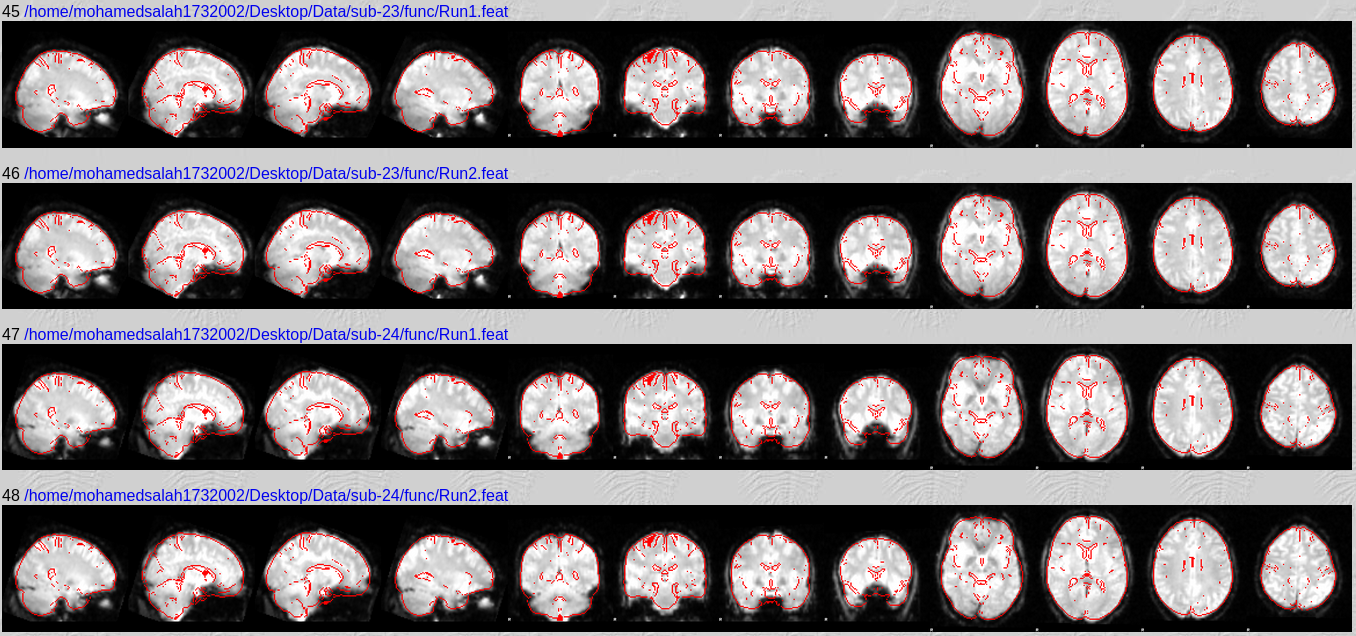 45 /home/mohamedsalah1732002/Desktop/Data/sub-23/func/Run1.feat
46 /home/mohamedsalah1732002/Desktop/Data/sub-23/func/Run2.feat
47 /home/mohamedsalah1732002/Desktop/Data/sub-24/func/Run1.feat
48 /home/mohamedsalah1732002/Desktop/Data/sub-24/func/Run2.feat